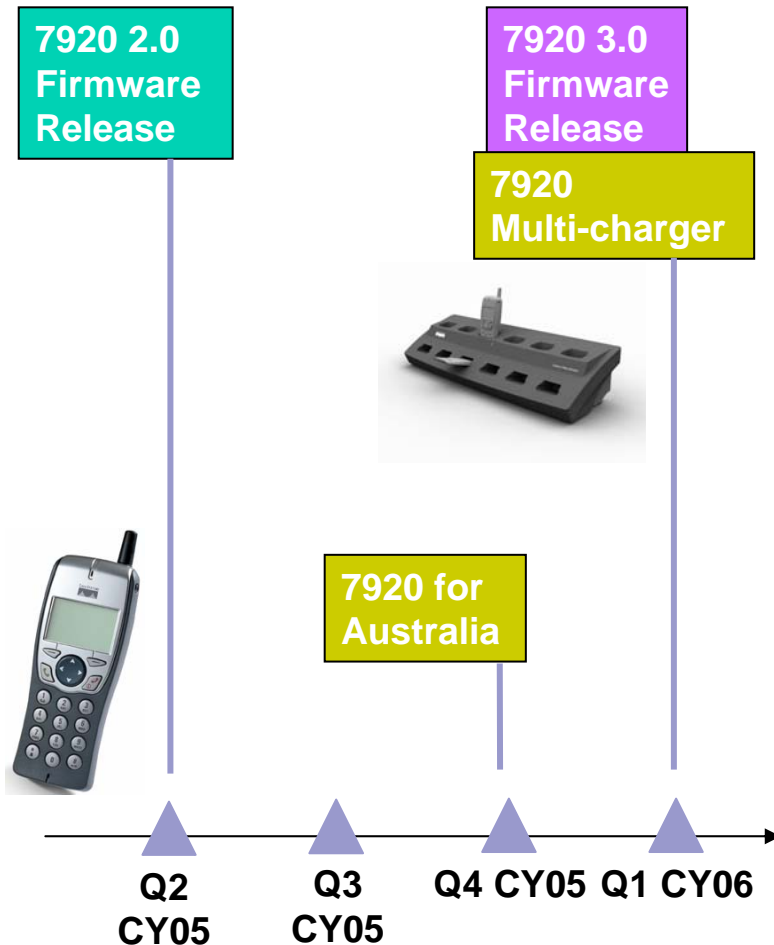 7920 2.0
Firmware
Release
7920 3.0
Firmware
Release
7920
Multi-charger
7920 for
Australia
Q2
CY05
Q3
CY05
Q4 CY05
Q1 CY06